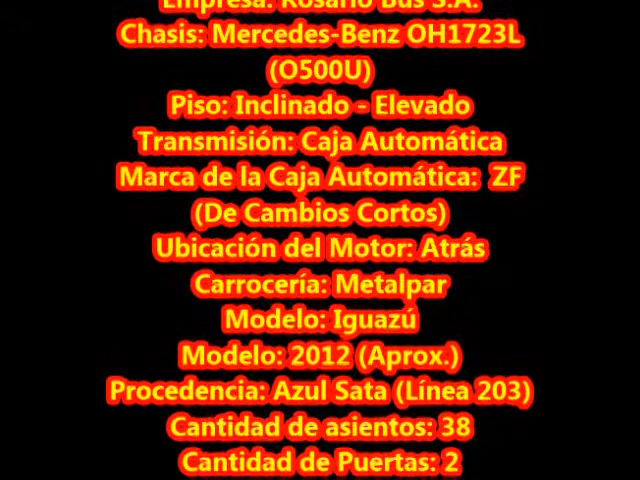 Empresa: Rosario Bus S.A.
Chasis: Mercedes-Benz OH1723L
(O500U)
Piso: Inclinado - Elevado
Transmisión: Caja Automática
Marca de la Caja Automática:  ZF
(De Cambios Cortos)
Ubicación del Motor: Atrás
Carrocería: Metalpar
Modelo: Iguazú
Modelo: 2012 (Aprox.)
Procedencia: Azul Sata (Línea 203)
Cantidad de asientos: 38
Cantidad de Puertas: 2